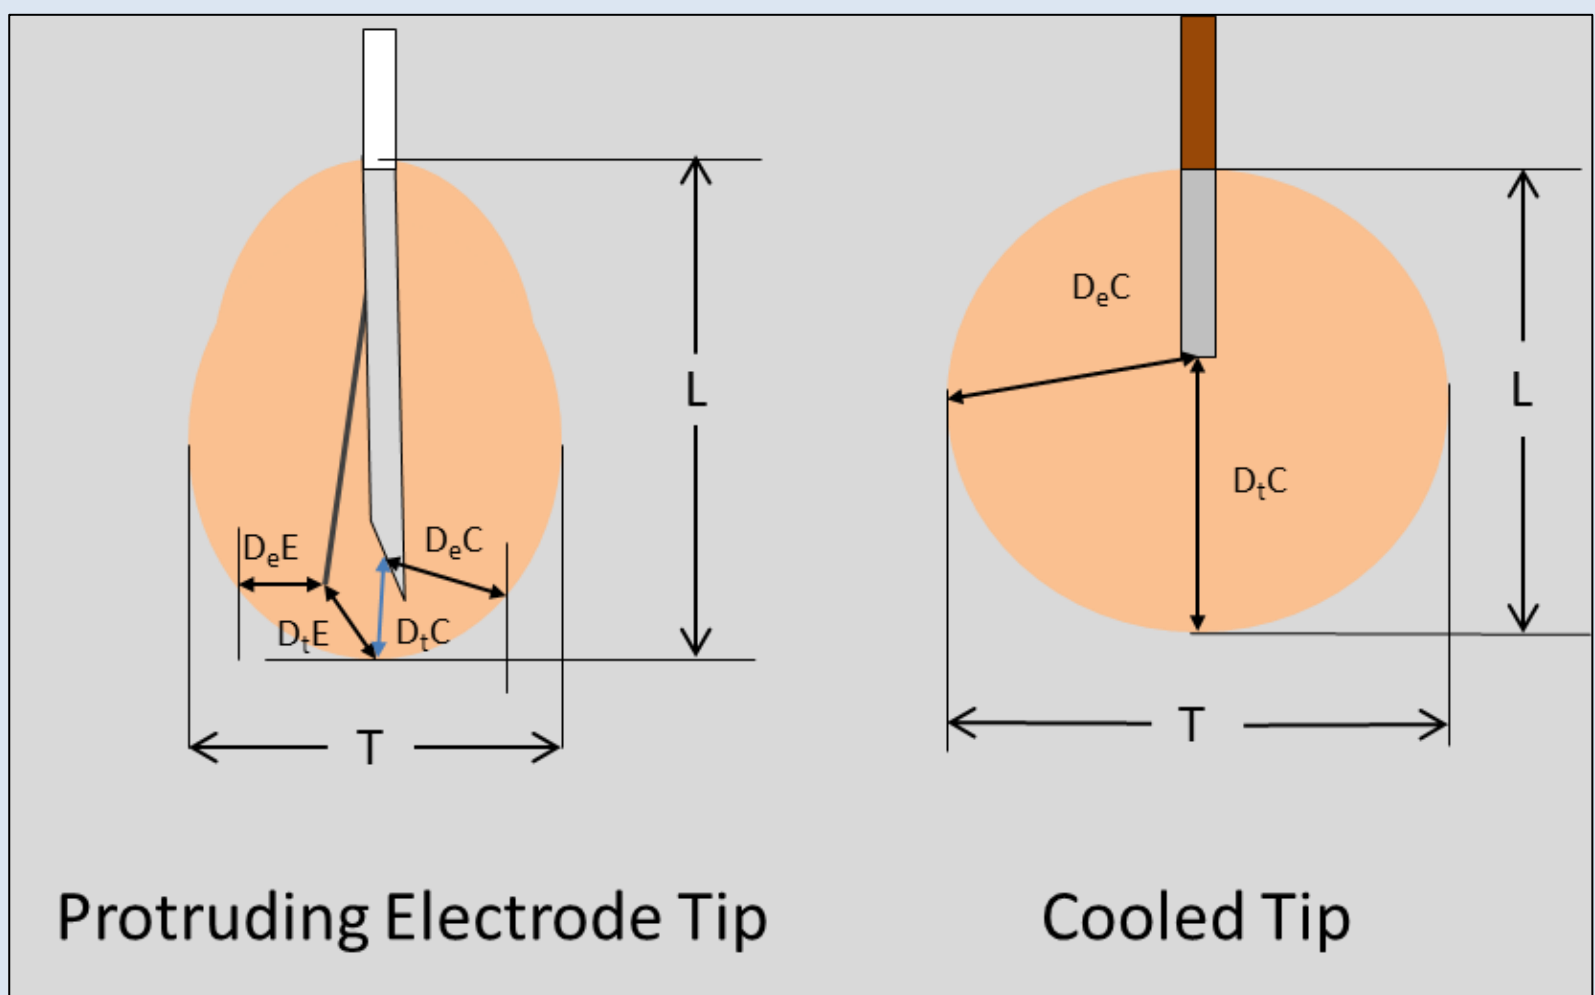 DeC
L
L
DtC
DeE
DeC
DtE
DtC
T
T
Protruding Electrode Tip
Cooled Tip